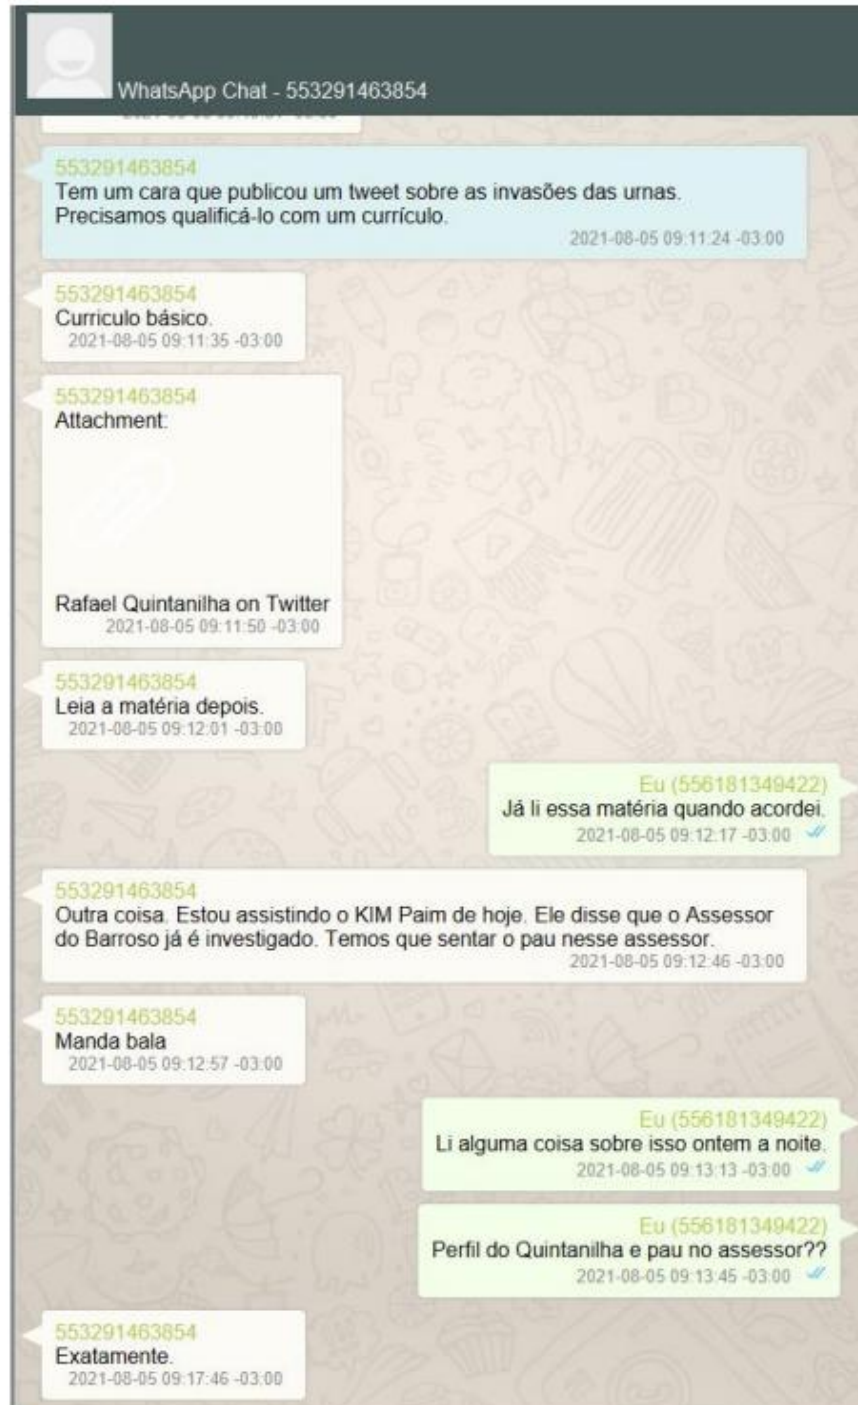 WhatsApp Chat - 553291463854
553291463854
Tem um cara que publicou um tweet sobre as invasões das urnas.
Precisamos qualificá-lo com um currículo.
2021-08-05 09:11:24 -03:00
553291463854
Curriculo básico.
2021-08-05 09:11:35 -03:00
553291463854
Attachment:
Rafael Quintanilha on Twitter
2021-08-05 09:11:50 -03:00
553291463854
Leia a matéria depois.
2021-08-05 09:12:01 -03:00
Eu (556181349422)
Já li essa matéria quando acordei.
2021-08-05 09:12:17 -03:00
553291463854
Outra coisa. Estou assistindo o KIM Paim de hoje. Ele disse que o Assessor
do Barroso já é investigado. Temos que sentar o pau nesse assessor.
2021-08-05 09:12:46 -03:00
553291463854
Manda bala
2021-08-05 09:12:57 -03:00
Eu (556181349422)
Li alguma coisa sobre isso ontem a noite.
2021-08-05 09:13:13 -03:00
Eu (556181349422)
Perfil do Quintanilha e pau no assessor??
2021-08-05 09:13:45 -03:00
553291463854
Exatamente.
2021-08-05 09:17:46 -03:00